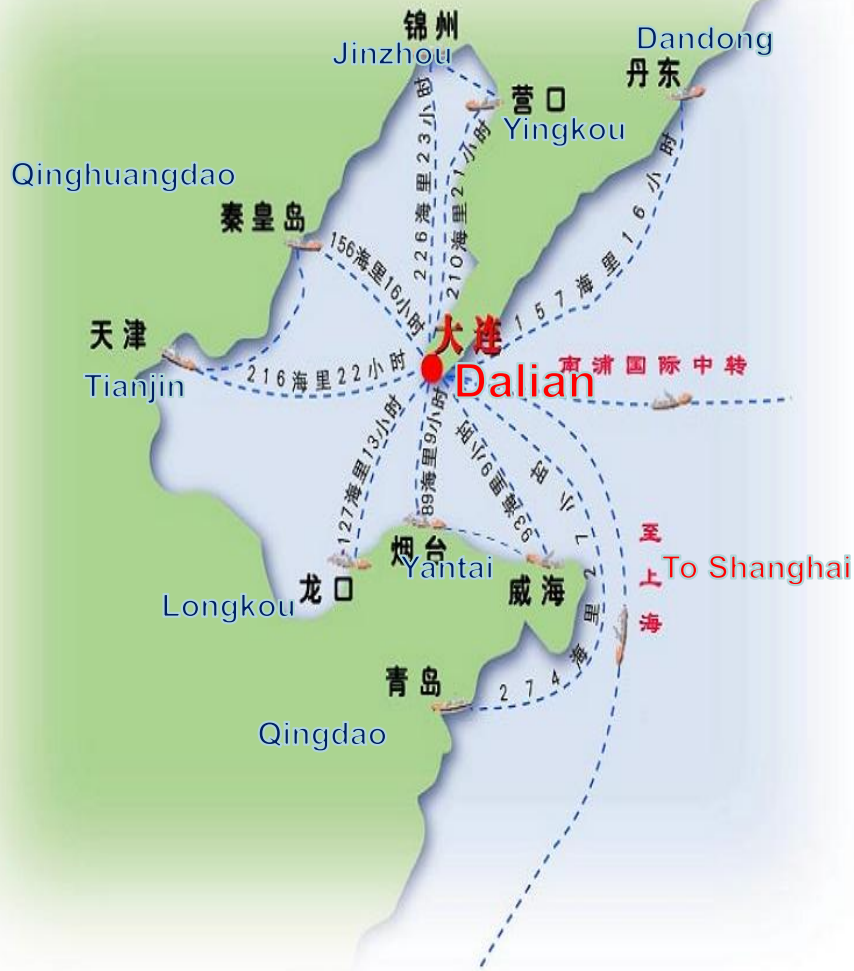 锦州
Jinzhou
Dandong
丹东
营口
Yingkou
Qinghuangdao
秦皇岛
226海里23小时
210海里21小时
157海里16小时
156海里16小时
天津
Tianjin
216海里22小时
大连
Dalian
南浦国际中转
127海里13小时
89海里9小时
93海里9小时
274海里27小时
烟台
Yantai
龙口
Longkou
威海
至上海
To Shanghai
青岛
Qingdao